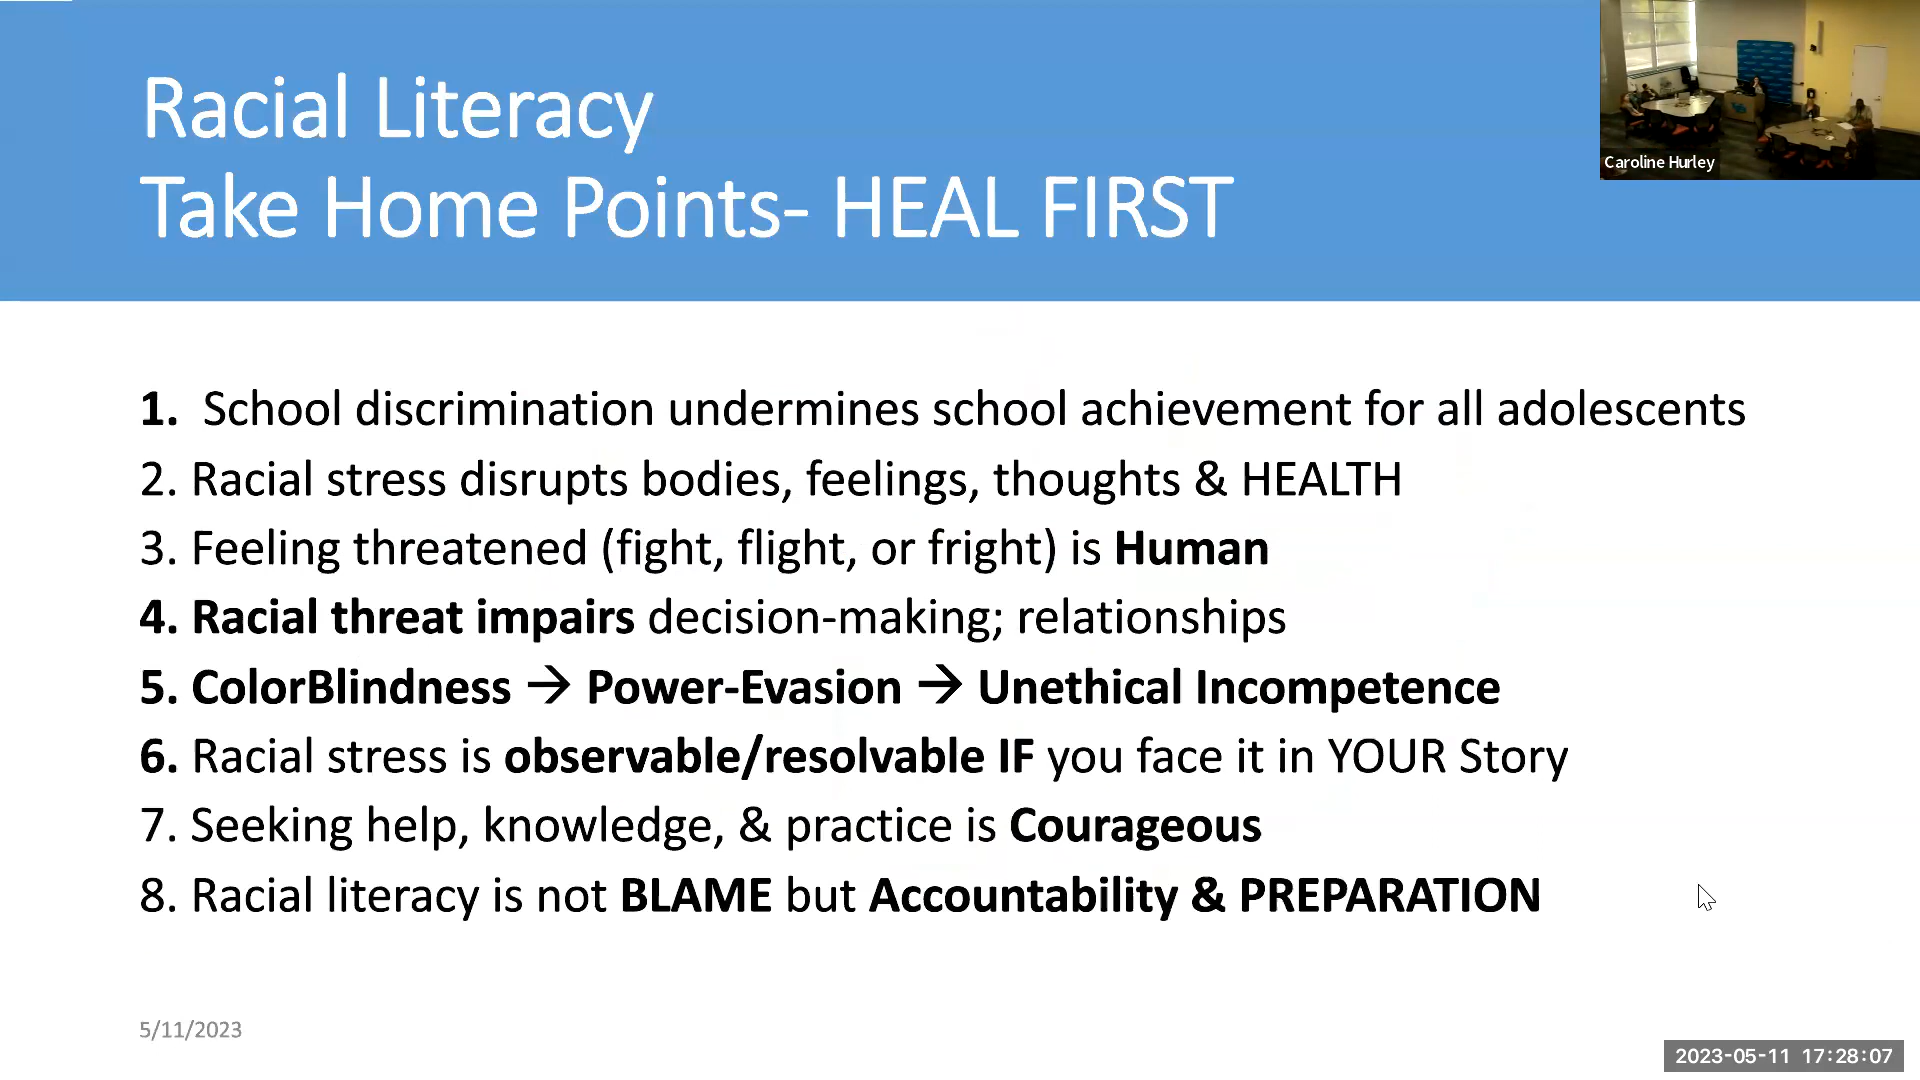 Racial Literacy
Take Home Points- HEAL FIRST
Caroline Hurley
1. School discrimination undermines school achievement for all adolescents
2. Racial stress disrupts bodies, feelings, thoughts & HEALTH
3. Feeling threatened (fight, flight, or fright) is Human
4. Racial threat impairs decision-making; relationships
5. ColorBlindness → Power-Evasion → Unethical Incompetence
6. Racial stress is observable/resolvable IF you face it in YOUR Story
7. Seeking help, knowledge, & practice is Courageous
8. Racial literacy is not BLAME but Accountability & PREPARATION
5/11/2023
2023-05-11 17:28:07